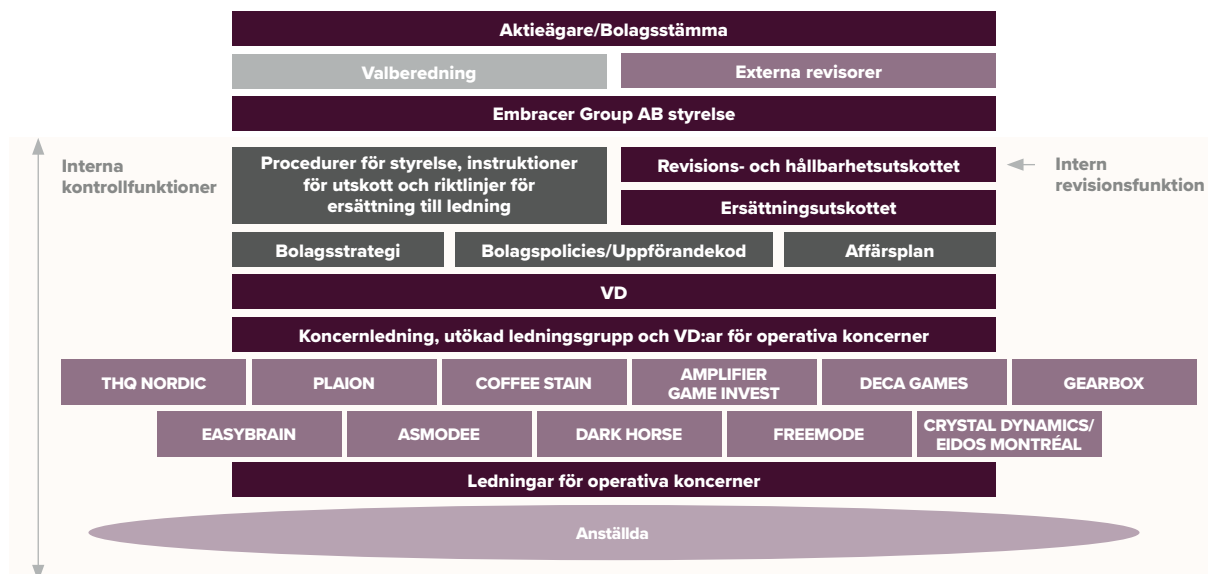 Aktieägare/Bolagsstämma
Valberedning
Externa revisorer
Embracer Group AB styrelse
Interna
kontrollfunktioner
Procedurer för styrelse, instruktioner
för utskott och riktlinjer för
ersättning till ledning
Revisions- och hållbarhetsutskottet
Ersättningsutskottet
Intern
revisionsfunktion
Bolagsstrategi
Bolagspolicies/Uppförandekod
Affärsplan
VD
Koncernledning, utökad ledningsgrupp och VD:ar för operativa koncerner
THQ NORDIC
PLAION
COFFEE STAIN
AMPLIFIER
GAME INVEST
DECA GAMES
GEARBOX
EASYBRAIN
ASMODEE
DARK HORSE
FREEMODE
CRYSTAL DYNAMICS/
EIDOS MONTRÉAL
Ledningar för operativa koncerner
Anställda